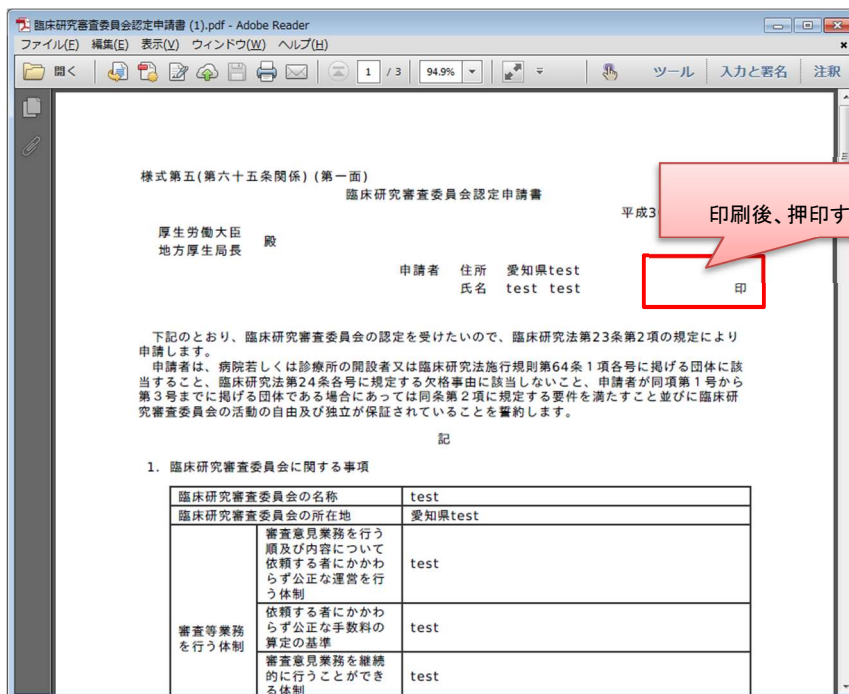 臨床研究審査委員会認定申請書 (1).pdf - Adobe Reader
ファイル(F) 編集(E) 表示(V) ウィンドウ(W) ヘルプ(H)
開く 1 / 3 94.9% ツール 入力と署名 注釈
様式第五(第六十五条関係) (第一面)
臨床研究審査委員会認定申請書
平成3
印刷後、押印す
厚生労働大臣
地方厚生局長
殿
申請者 住所 愛知県test
氏名 test test 印
下記のとおり、臨床研究審査委員会の認定を受けたいので、臨床研究法第23条第2項の規定により
申請します。
申請者は、病院若しくは診療所の開設者又は臨床研究法施行規則第64条1項各号に掲げる団体に該
当すること、臨床研究法第24条各号に規定する欠格事由に該当しないこと、申請者が同項第1号から
第3号までに掲げる団体である場合にあっては同条第2項に規定する要件を満たすこと並びに臨床研
究審査委員会の活動の自由及び独立が保証されていることを誓約します。
記
1. 臨床研究審査委員会に関する事項
臨床研究審査委員会の名称 test
臨床研究審査委員会の所在地 愛知県test
審査等業務
を行う体制
審査意見業務を行う
順及び内容について
依頼する者にかかわ
らず公正な運営を行
う体制
test
依頼する者にかかわ
らず公正な手数料の
算定の基準
test
審査意見業務を継続
的に行うことができ
る体制
test